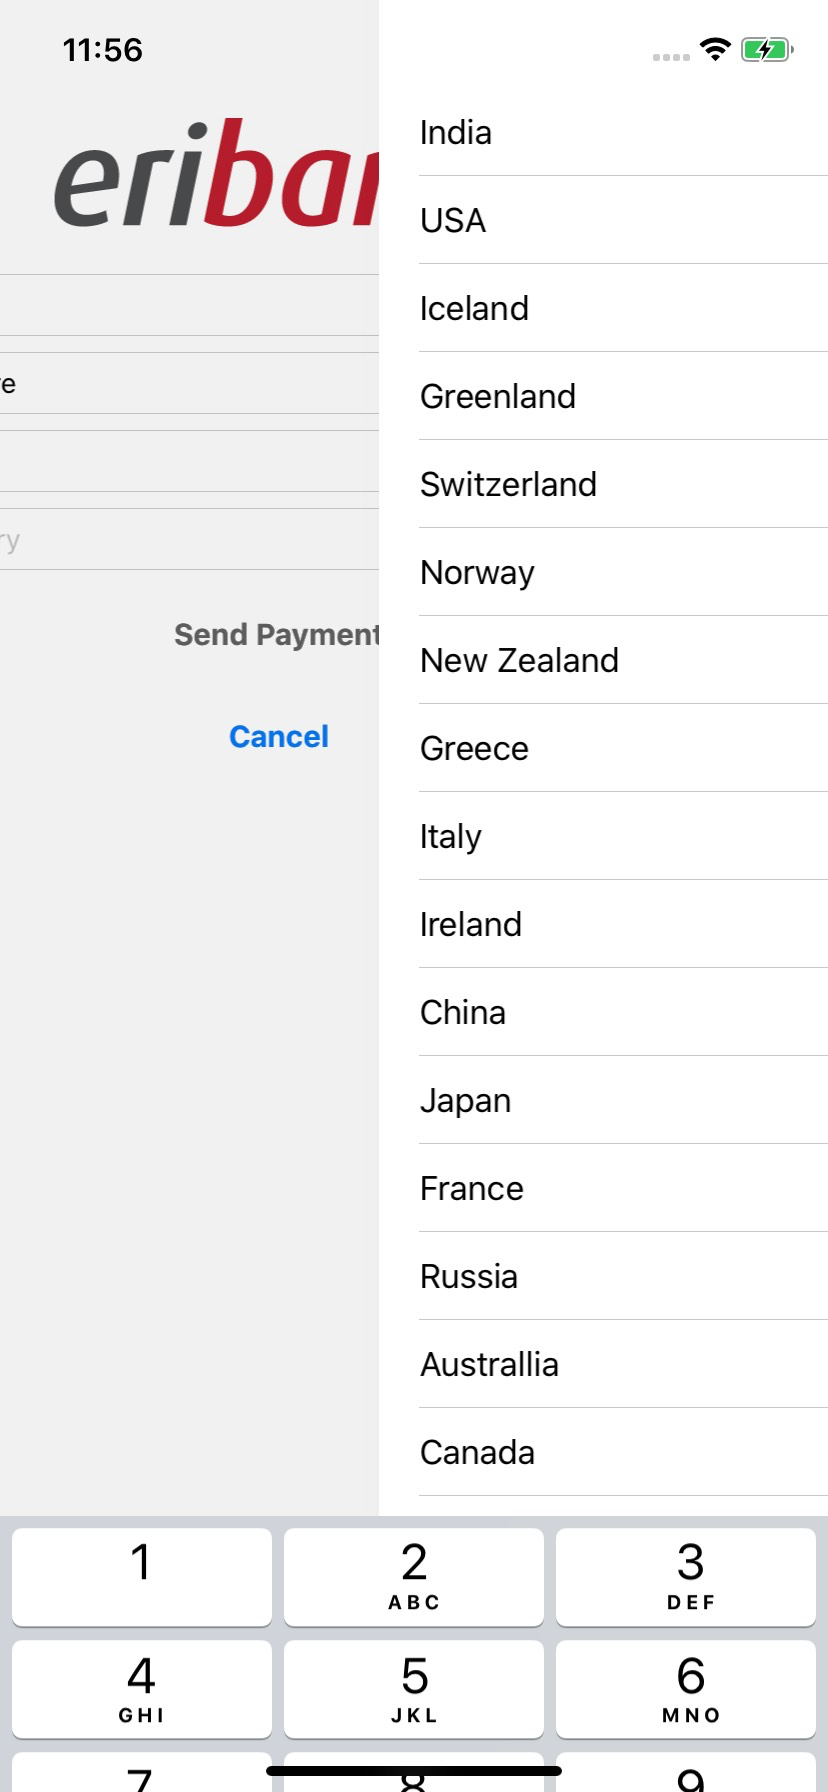 11:56
eriban
India
USA
Iceland
e
Greenland
Switzerland
ry
Norway
Send Payment
New Zealand
Cancel
Greece
Italy
Ireland
China
Japan
France
Russia
Australlia
Canada
1
2
ABC
3
DEF
4
GHI
5
JKL
6
MNO
7
8
9